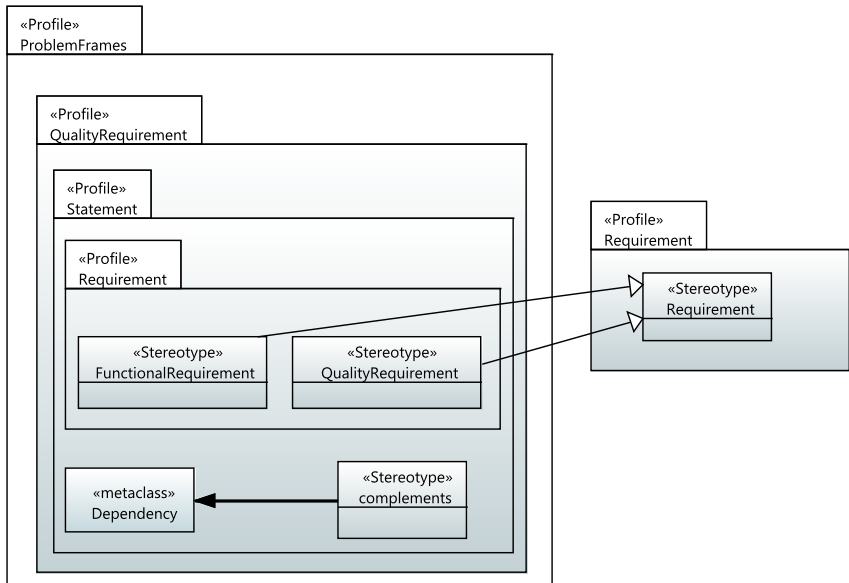 «Profile»
ProblemFrames
«Profile»
QualityRequirement
«Profile»
Statement
«Profile»
Requirement
«Stereotype»
FunctionalRequirement
«Stereotype»
QualityRequirement
«metaclass»
Dependency
«Stereotype»
complements
«Profile»
Requirement
«Stereotype»
Requirement